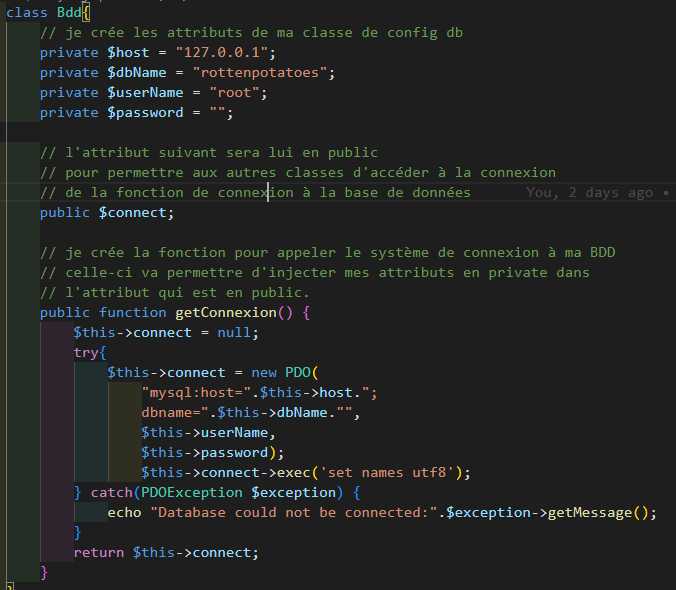 class Bdd{
    // je crée les attributs de ma classe de config db
    private $host = "127.0.0.1";
    private $dbName = "rottenpotatoes";
    private $userName = "root";
    private $password = "";

    // l'attribut suivant sera lui en public
    // pour permettre aux autres classes d'accéder à la connexion
    // de la fonction de connexion à la base de données     You, 2 days ago •
    public $connect;

    // je crée la fonction pour appeler le système de connexion à ma BDD
    // celle-ci va permettre d'injecter mes attributs en private dans
    // l'attribut qui est en public.
    public function getConnexion() {
        $this->connect = null;
        try{
            $this->connect = new PDO(
                "mysql:host=".$this->host.";
                dbname=".$this->dbName."",
                $this->userName,
                $this->password);
                $this->connect->exec('set names utf8');
        } catch(PDOException $exception) {
            echo "Database could not be connected:".$exception->getMessage();
        }
        return $this->connect;
    }
}